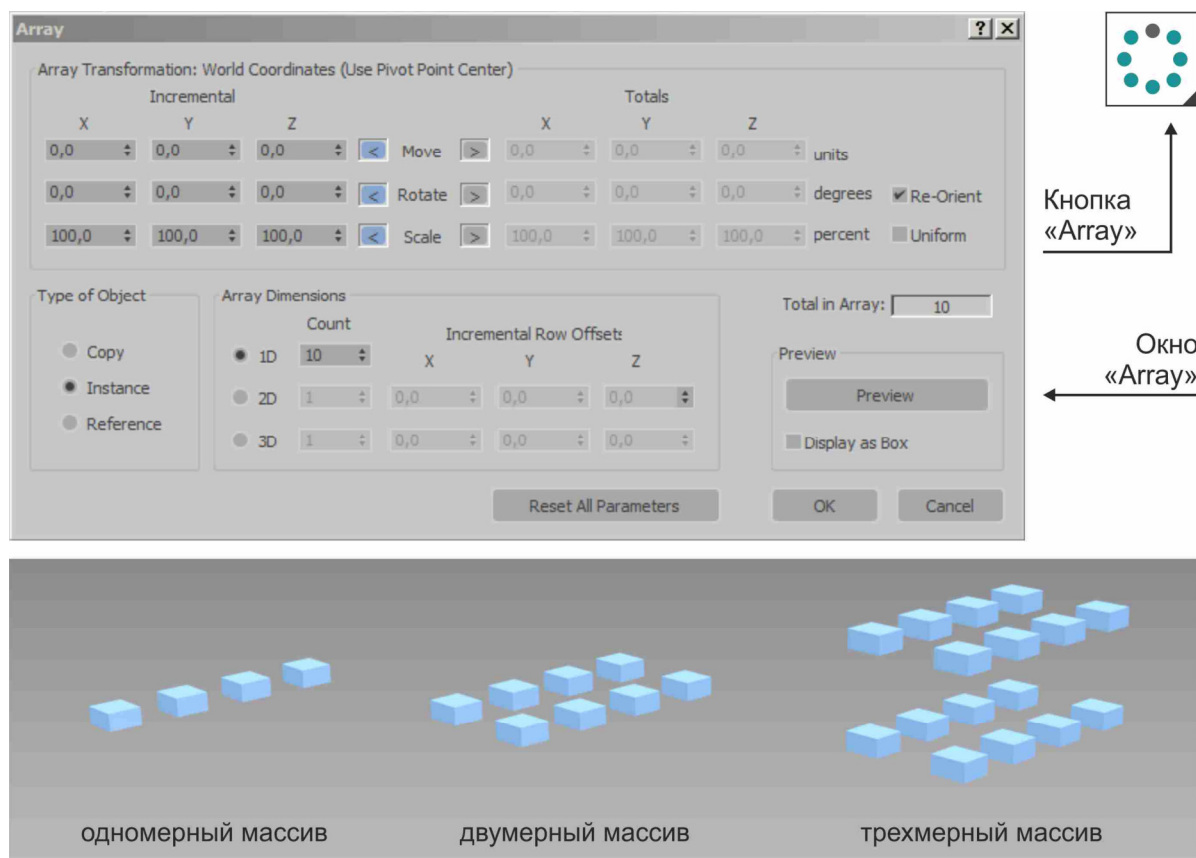 Array
? ×
Array Transformation: World Coordinates (Use Pivot Point Center)
Incremental Totals
X Y Z X Y Z
0,0 0,0 0,0 < Move > 0,0 0,0 0,0 units
0,0 0,0 0,0 < Rotate > 0,0 0,0 0,0 degrees Re-Orient
100,0 100,0 100,0 < Scale > 100,0 100,0 100,0 percent Uniform
Кнопка
«Array»
Type of Object
Copy
Instance
Reference
Array Dimensions
Count Incremental Row Offsets
X Y Z
1D 10
2D 1 0,0 0,0 0,0
3D 1 0,0 0,0 0,0
Total in Array: 10
Preview
Preview
Display as Box
Окно
«Array»
Reset All Parameters OK Cancel
одномерный массив двумерный массив трехмерный массив